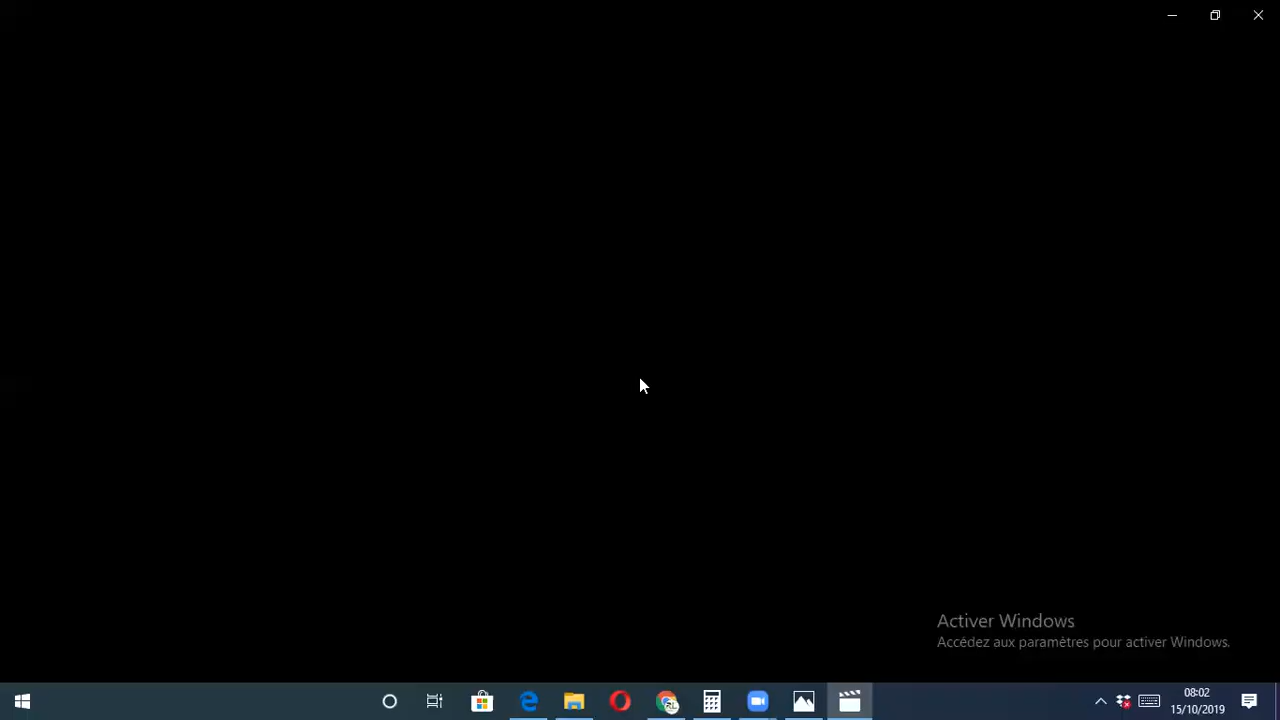 Activer Windows
Accédez aux paramètres pour activer Windows.
08:02
15/10/2019